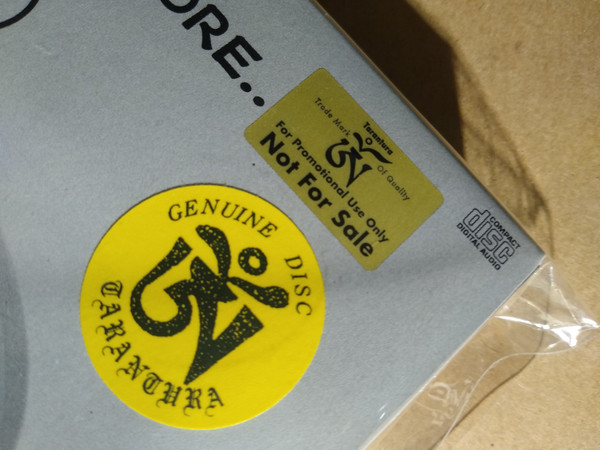 ORE..
Tarantura
Trade Mark Of Quality
For Promotional Use Only
Not For Sale
COMPACT
disc
DIGITAL AUDIO
GENUINE DISC
TARANTURA